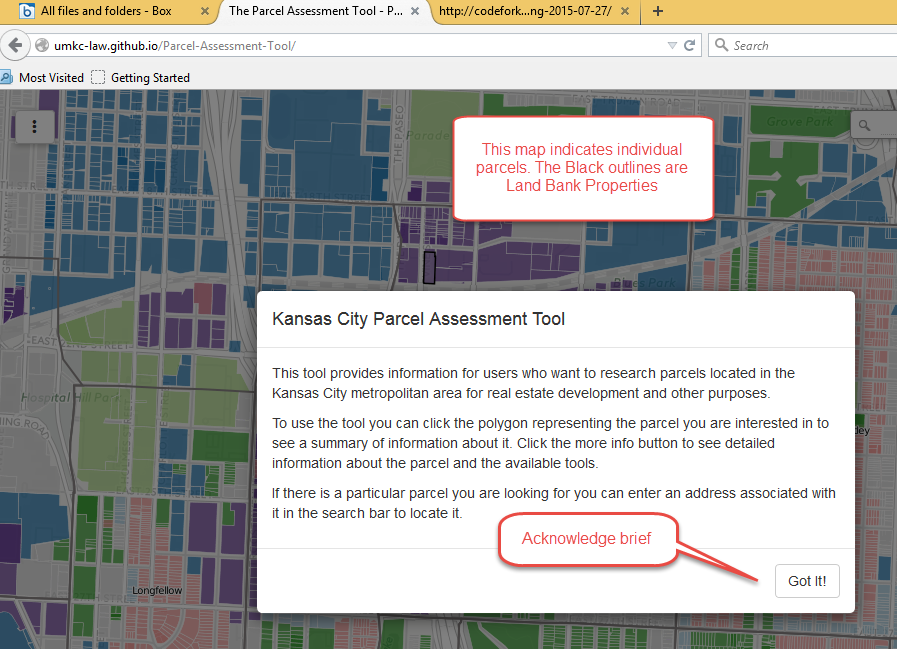 All files and folders - Box
The Parcel Assessment Tool - P...
http://codefork...ng-2015-07-27/
umkc-law.github.io/Parcel-Assessment-Tool/
Search
Most Visited
Getting Started
EAST TRUMAN ROAD
EAST
THE PASEO
Parade
Grove Park
This map indicates individual
parcels. The Black outlines are
Land Bank Properties
Kansas City Parcel Assessment Tool
This tool provides information for users who want to research parcels located in the
Kansas City metropolitan area for real estate development and other purposes.
To use the tool you can click the polygon representing the parcel you are interested in to
see a summary of information about it. Click the more info button to see detailed
information about the parcel and the available tools.
If there is a particular parcel you are looking for you can enter an address associated with
it in the search bar to locate it.
Acknowledge brief
Got It!
Hospital Hill Park
ROAD
Longfellow